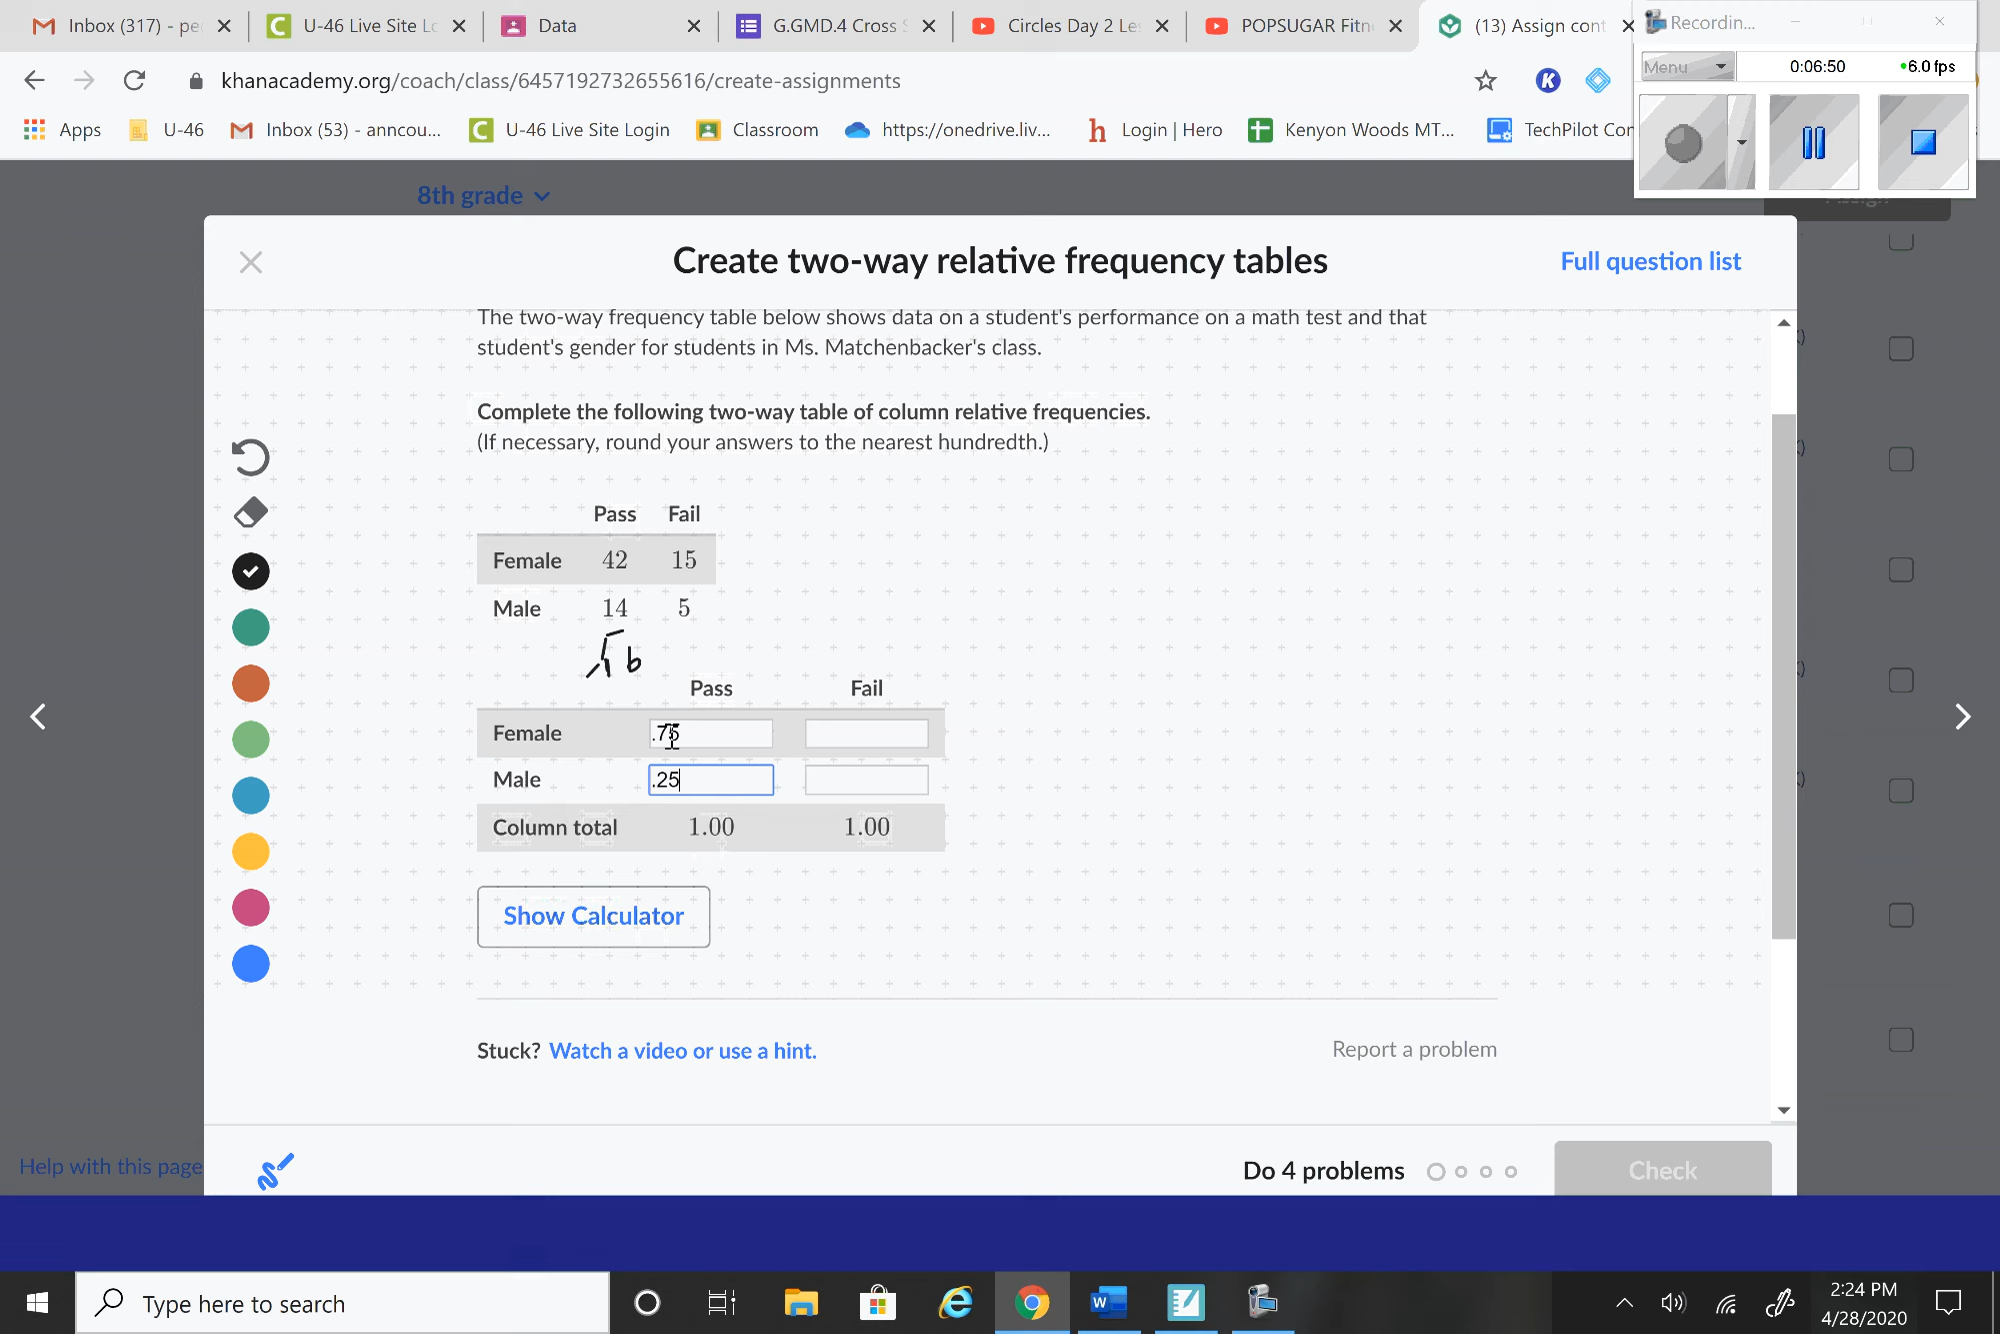 Inbox (317) - pe
U-46 Live Site Lo
Data
G.GMD.4 Cross S
Circles Day 2 Le
POPSUGAR Fitn
(13) Assign cont
Recordin...
khanacademy.org/coach/class/6457192732655616/create-assignments
Menu
0:06:50
6.0 fps
Apps
U-46
Inbox (53) - anncou...
U-46 Live Site Login
Classroom
https://onedrive.liv...
Login | Hero
Kenyon Woods MT...
TechPilot Cor
8th grade
Assign
Create two-way relative frequency tables
Full question list
The two-way frequency table below shows data on a student's performance on a math test and that
student's gender for students in Ms. Matchenbacker's class.
Complete the following two-way table of column relative frequencies.
(If necessary, round your answers to the nearest hundredth.)
Pass Fail
Female 42 15
Male 14 5
Pass Fail
Female .75
Male .25
Column total 1.00 1.00
Show Calculator
Stuck? Watch a video or use a hint.
Report a problem
Help with this page
Do 4 problems
Check
Type here to search
2:24 PM
4/28/2020